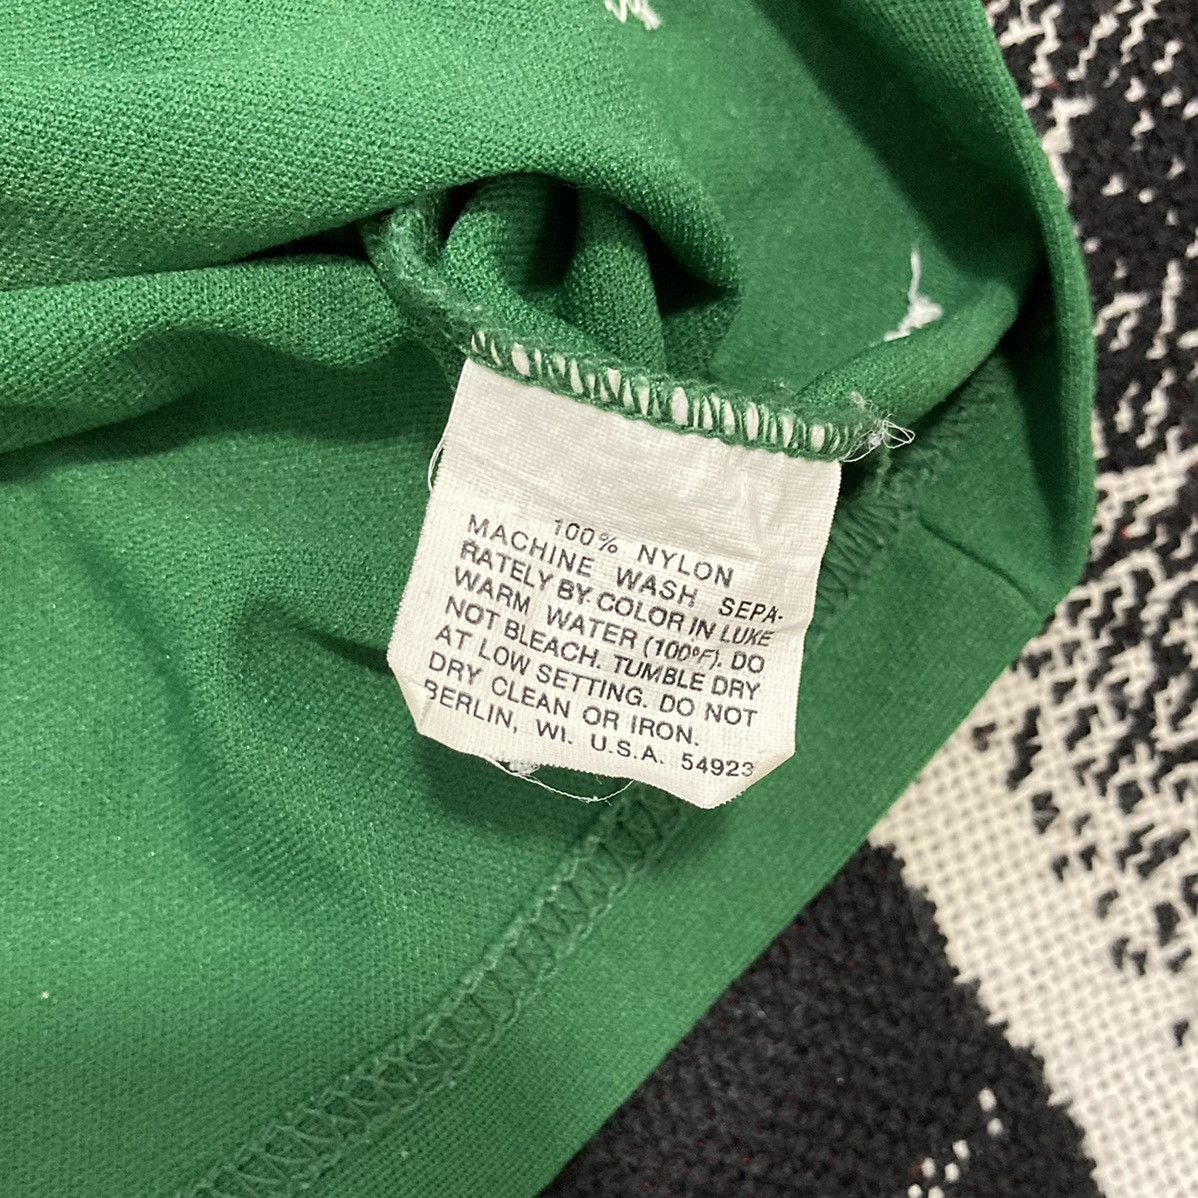 100% NYLON
MACHINE WASH SEPA-
RATELY BY COLOR IN LUKE
WARM WATER (100°F). DO
NOT BLEACH. TUMBLE DRY
AT LOW SETTING. DO NOT
DRY CLEAN OR IRON.
BERLIN, WI. U.S.A. 54923